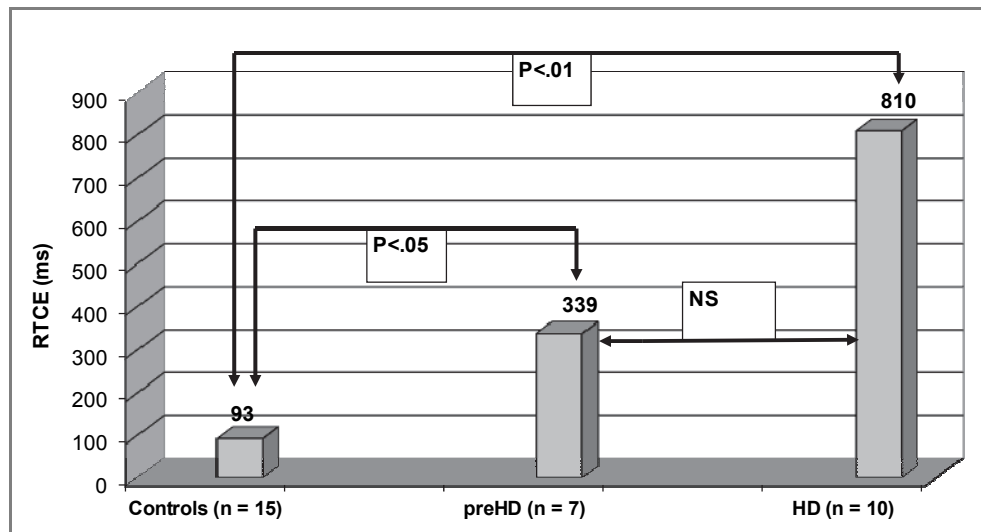 P<.01
900
810
800
700
600
P<.05
500
NS
400
339
300
200
93
100
0
RTCE (ms)
Controls (n = 15)
preHD (n = 7)
HD (n = 10)